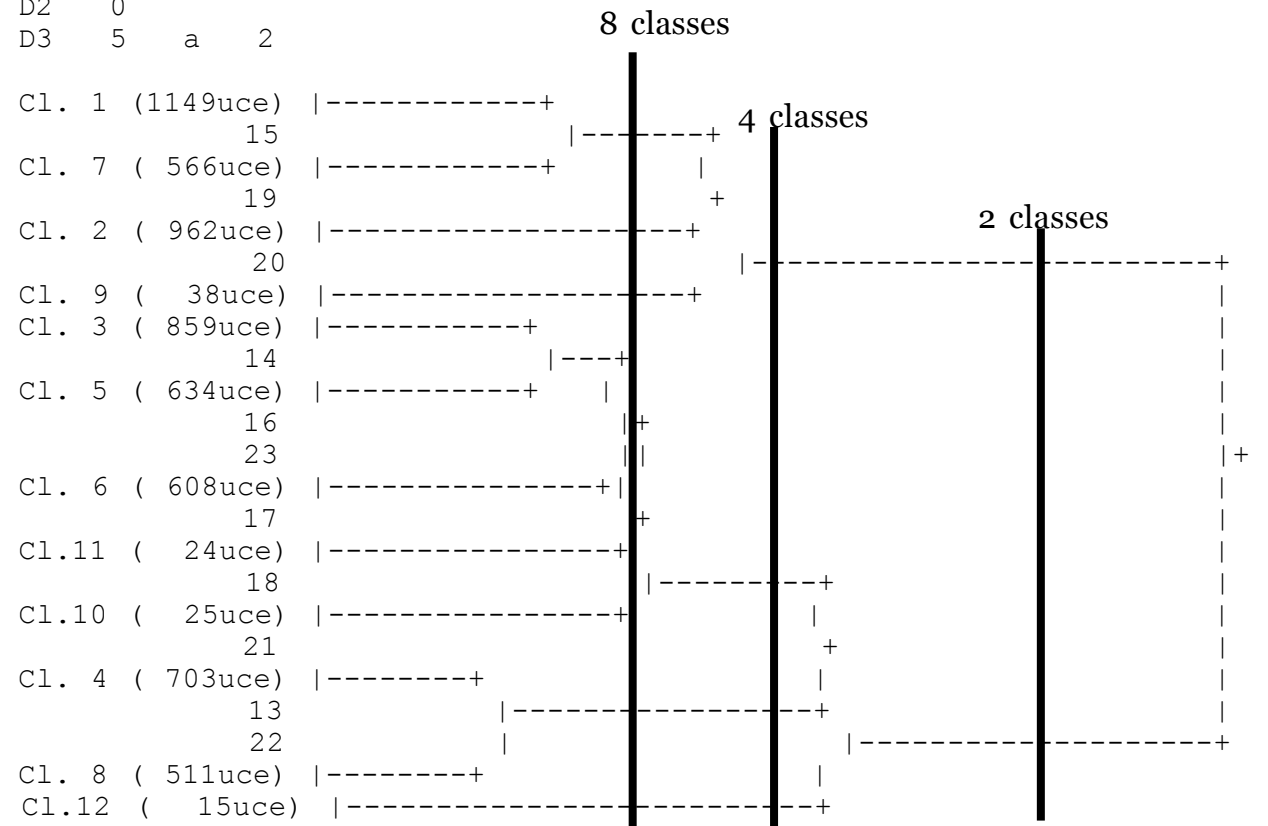 D2 0
8 classes
D3 5 a 2
Cl. 1 (1149uce) |------------+
4 classes
15 |-------+
Cl. 7 ( 566uce) |------------+ |
19 +
2 classes
Cl. 2 ( 962uce) |--------------------+
20 |--------------------------+
Cl. 9 ( 38uce) |--------------------+ |
Cl. 3 ( 859uce) |-----------+ |
14 |---+ |
Cl. 5 ( 634uce) |-----------+ | |
16 |+ |
23 || |+
Cl. 6 ( 608uce) |---------------+| |
17 + |
Cl.11 ( 24uce) |----------------+ |
18 |---------+ |
Cl.10 ( 25uce) |----------------+ | |
21 + |
Cl. 4 ( 703uce) |--------+ | |
13 |-----------------+ |
22 | |--------------------+
Cl. 8 ( 511uce) |--------+ |
Cl.12 ( 15uce) |--------------------------+